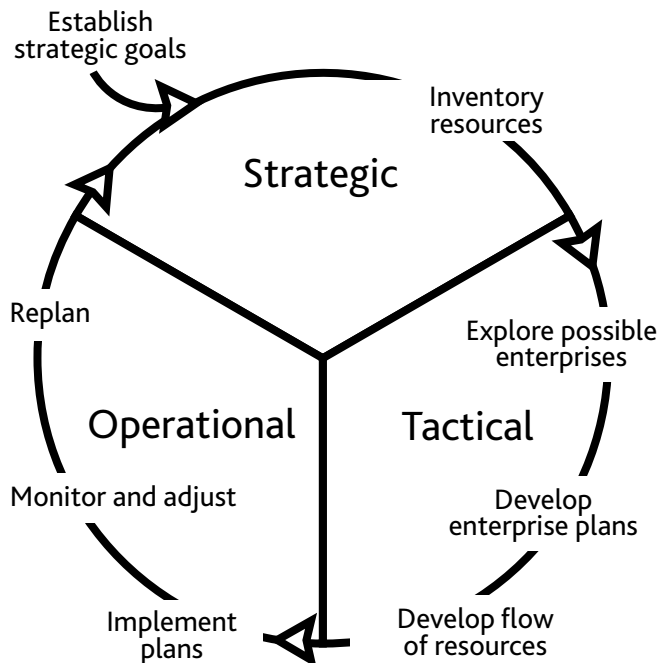 Establish
strategic goals
Inventory
resources
Strategic
Replan
Explore possible
enterprises
Operational
Tactical
Monitor and adjust
Develop
enterprise plans
Implement
plans
Develop flow
of resources